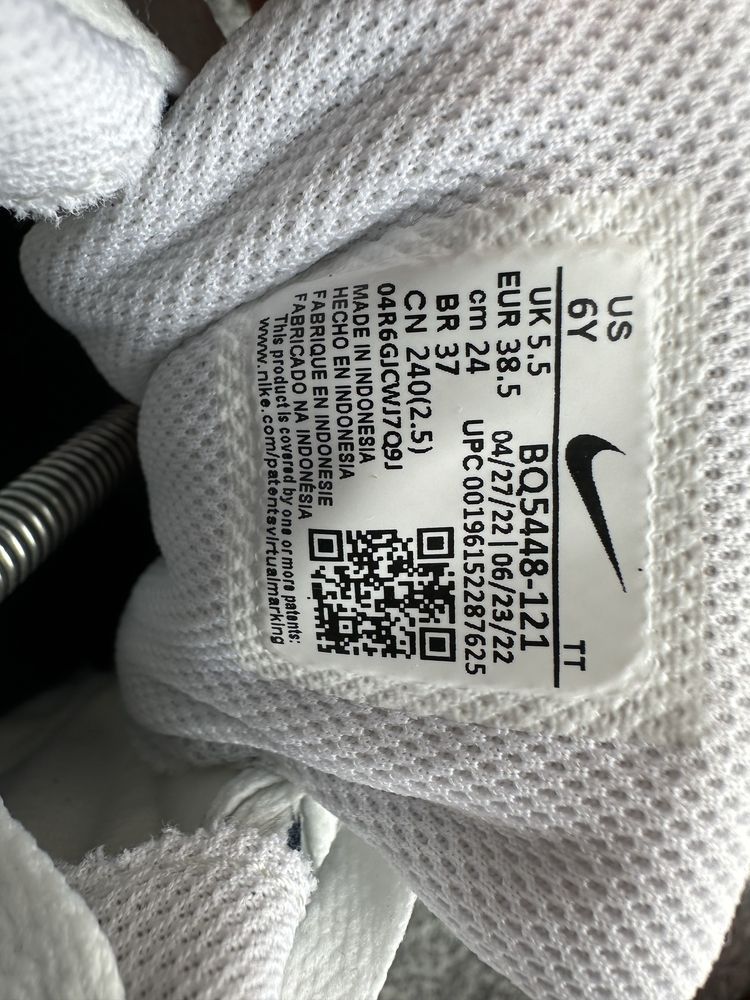 US
6Y
TT
UK 5.5
EUR 38.5
cm 24
BR 37
CN 240(2.5)
BQ5448-121
04/27/22 | 06/23/22
UPC 00196152287625
04R6GJCWJ7Q9J
MADE IN INDONESIA
HECHO EN INDONESIA
FABRIQUE EN INDONESIE
FABRICADO NA INDONÉSIA
This product is covered by one or more patents:
www.nike.com/patentsvirtualmarking